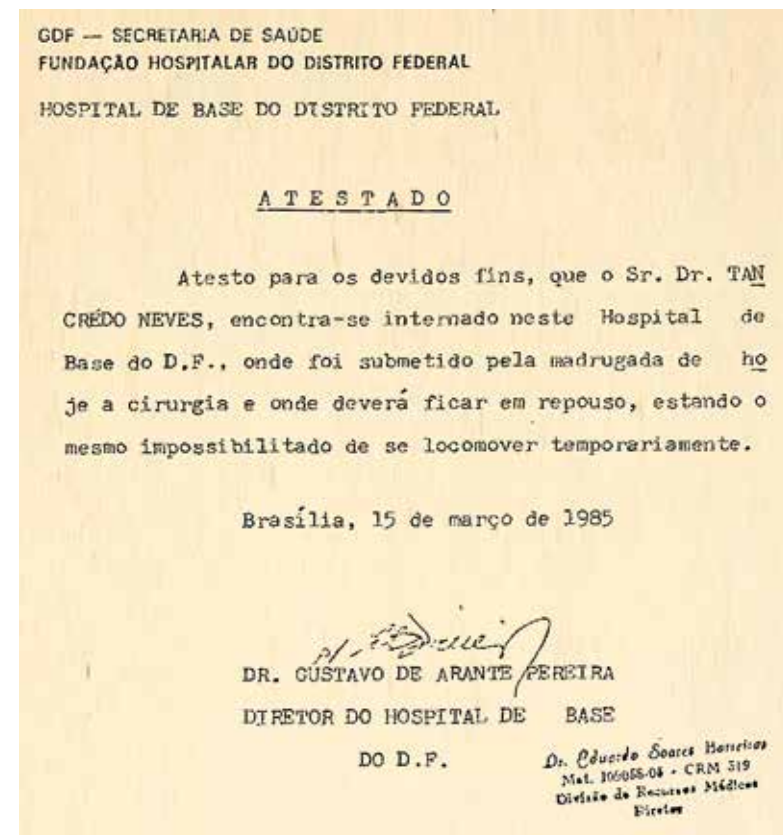 GDF — SECRETARIA DE SAÚDE
FUNDAÇÃO HOSPITALAR DO DISTRITO FEDERAL
HOSPITAL DE BASE DO DISTRITO FEDERAL
A T E S T A D O
Atesto para os devidos fins, que o Sr. Dr. TAN
CREDO NEVES, encontra-se internado neste Hospital de
Base do D.F., onde foi submetido pela madrugada de ho
je a cirurgia e onde deverá ficar em repouso, estando o
mesmo impossibilitado de se locomover temporariamente.
Brasília, 15 de março de 1985
DR. GUSTAVO DE ARANTE PEREIRA
DIRETOR DO HOSPITAL DE BASE
DO D.F.
Dr. Eduardo Soares
Mat. - CRM 319
Divisão de Recursos Médicos
Diretor